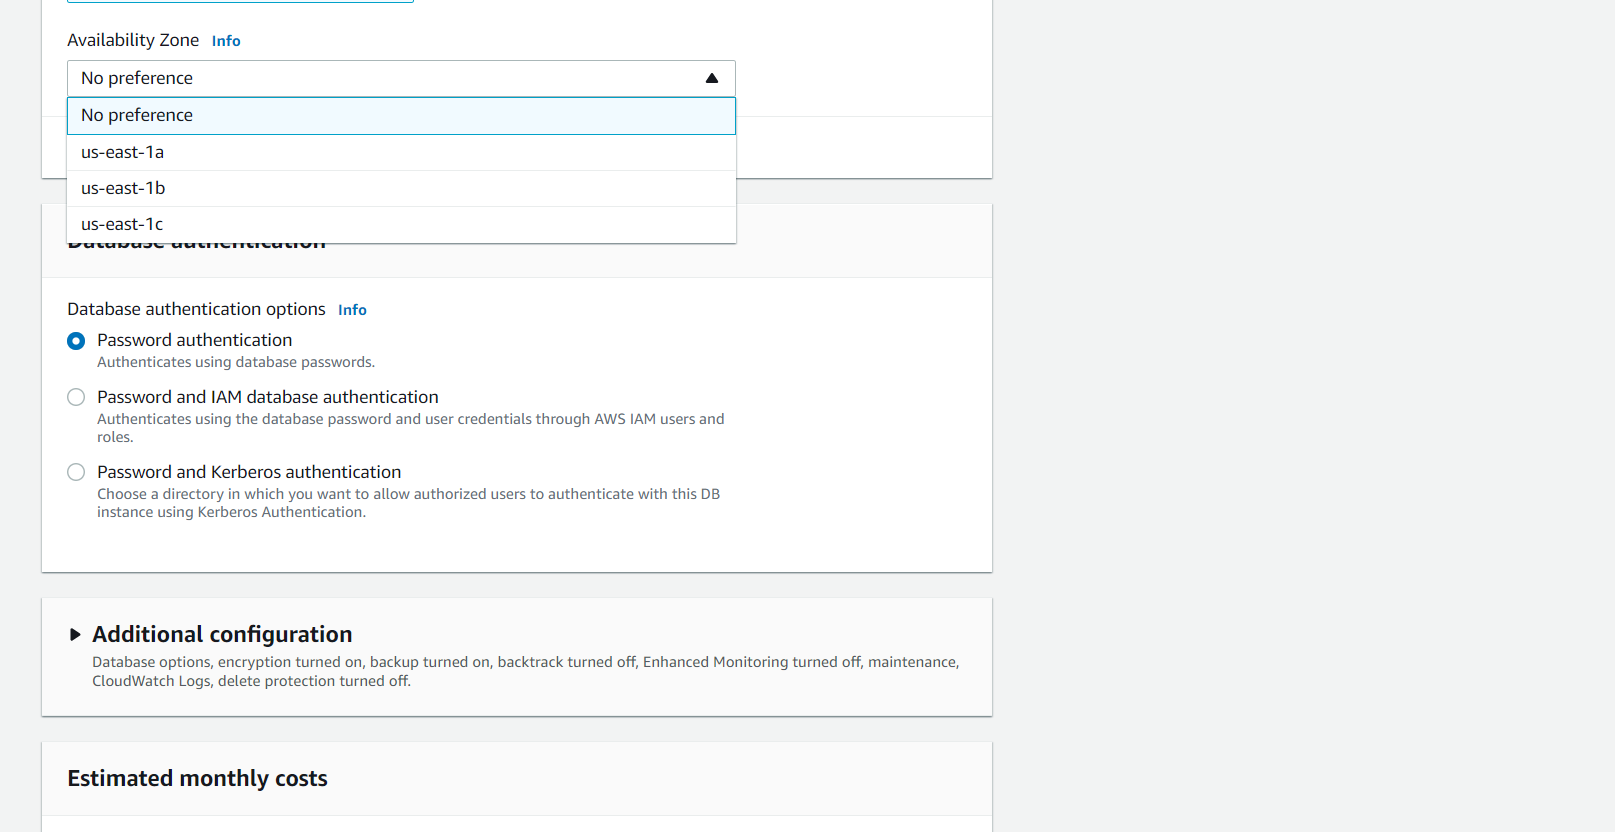 Availability Zone Info
No preference
No preference
us-east-1a
us-east-1b
us-east-1c
Database authentication
Database authentication options Info
Password authentication
Authenticates using database passwords.
Password and IAM database authentication
Authenticates using the database password and user credentials through AWS IAM users and
roles.
Password and Kerberos authentication
Choose a directory in which you want to allow authorized users to authenticate with this DB
instance using Kerberos Authentication.
Additional configuration
Database options, encryption turned on, backup turned on, backtrack turned off, Enhanced Monitoring turned off, maintenance,
CloudWatch Logs, delete protection turned off.
Estimated monthly costs